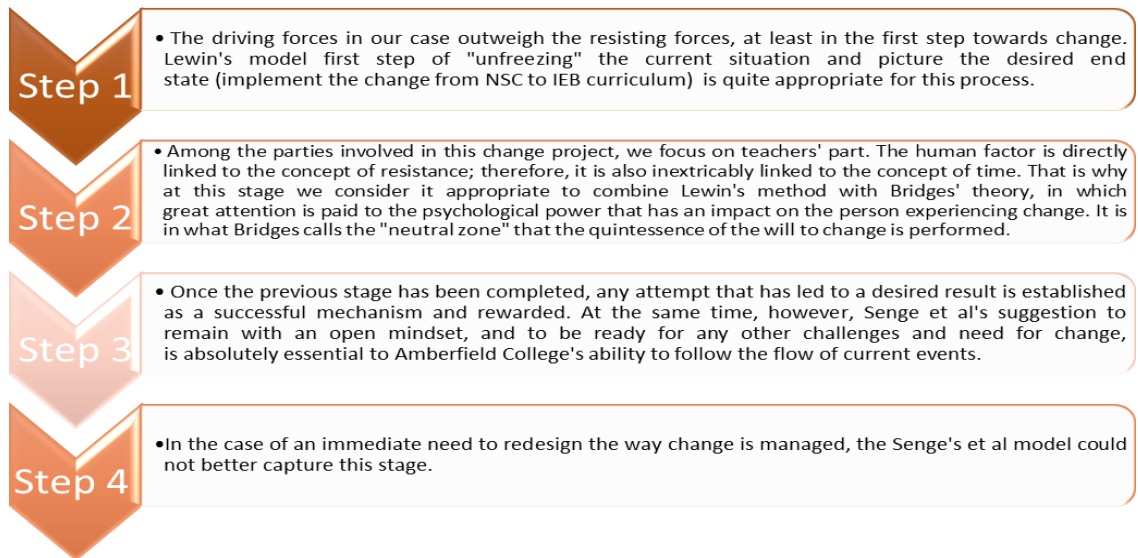 Step 1
• The driving forces in our case outweigh the resisting forces, at least in the first step towards change.
Lewin's model first step of "unfreezing" the current situation and picture the desired end
state (implement the change from NSC to IEB curriculum) is quite appropriate for this process.
Step 2
• Among the parties involved in this change project, we focus on teachers' part. The human factor is directly
linked to the concept of resistance; therefore, it is also inextricably linked to the concept of time. That is why
at this stage we consider it appropriate to combine Lewin's method with Bridges' theory, in which
great attention is paid to the psychological power that has an impact on the person experiencing change. It is
in what Bridges calls the "neutral zone" that the quintessence of the will to change is performed.
Step 3
• Once the previous stage has been completed, any attempt that has led to a desired result is established
as a successful mechanism and rewarded. At the same time, however, Senge et al's suggestion to
remain with an open mindset, and to be ready for any other challenges and need for change,
is absolutely essential to Amberfield College's ability to follow the flow of current events.
Step 4
•In the case of an immediate need to redesign the way change is managed, the Senge's et al model could
not better capture this stage.